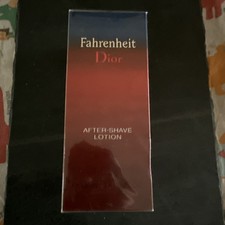 Fahrenheit
Dior
AFTER-SHAVE
LOTION